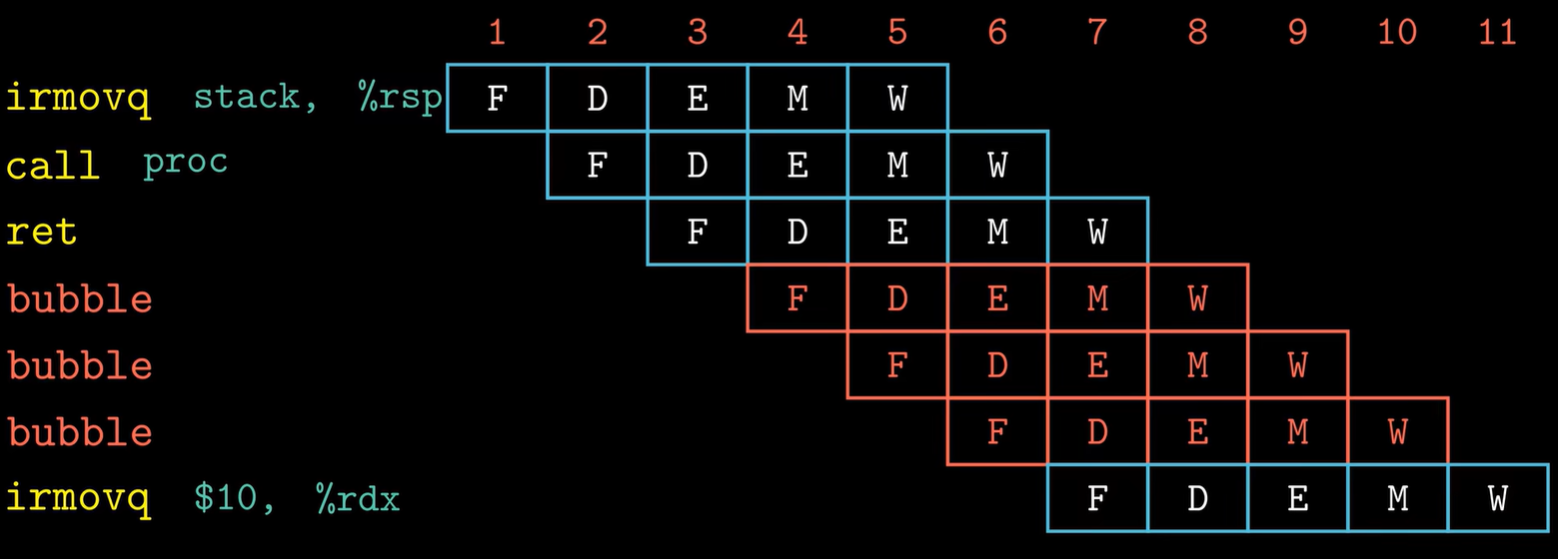 1 2 3 4 5 6 7 8 9 10 11
irmovq stack, %rsp F D E M W
call proc F D E M W
ret F D E M W
bubble F D E M W
bubble F D E M W
bubble F D E M W
irmovq $10, %rdx F D E M W